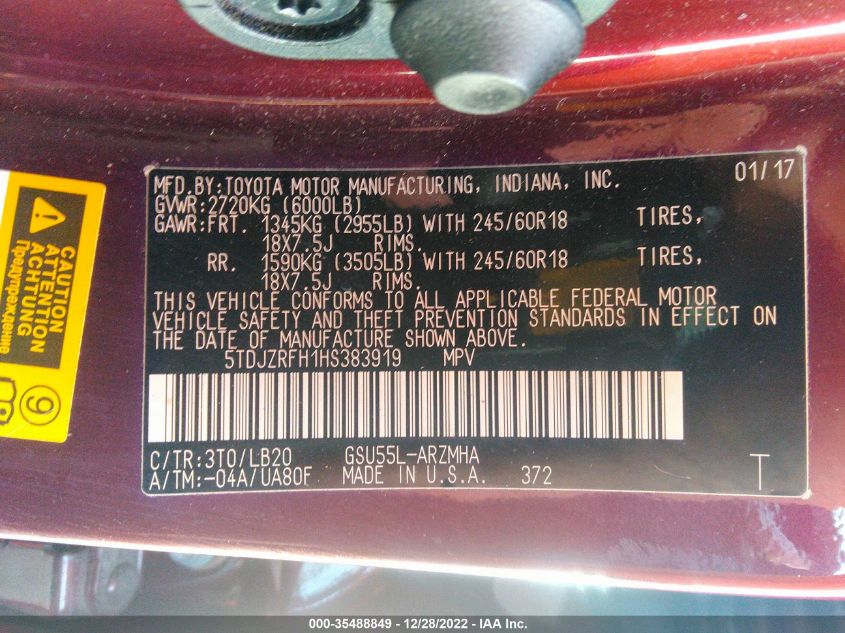 MFD.BY:TOYOTA MOTOR MANUFACTURING, INDIANA, INC. 01/17
GVWR:2720KG (6000LB)
GAWR:FRT. 1345KG (2955LB) WITH 245/60R18 TIRES,
18X7.5J RIMS.
RR. 1590KG (3505LB) WITH 245/60R18 TIRES,
18X7.5J RIMS.
THIS VEHICLE CONFORMS TO ALL APPLICABLE FEDERAL MOTOR
VEHICLE SAFETY AND THEFT PREVENTION STANDARDS IN EFFECT ON
THE DATE OF MANUFACTURE SHOWN ABOVE.
5TDJZRFH1HS383919 MPV
C/TR:3T0/LB20 GSU55L-ARZMHA
A/TM:-04A/UA80F MADE IN U.S.A. 372 T
CAUTION
ATTENTION
ACHTUNG
Предупреждение
9
000-35488849 - 12/28/2022 - IAA Inc.